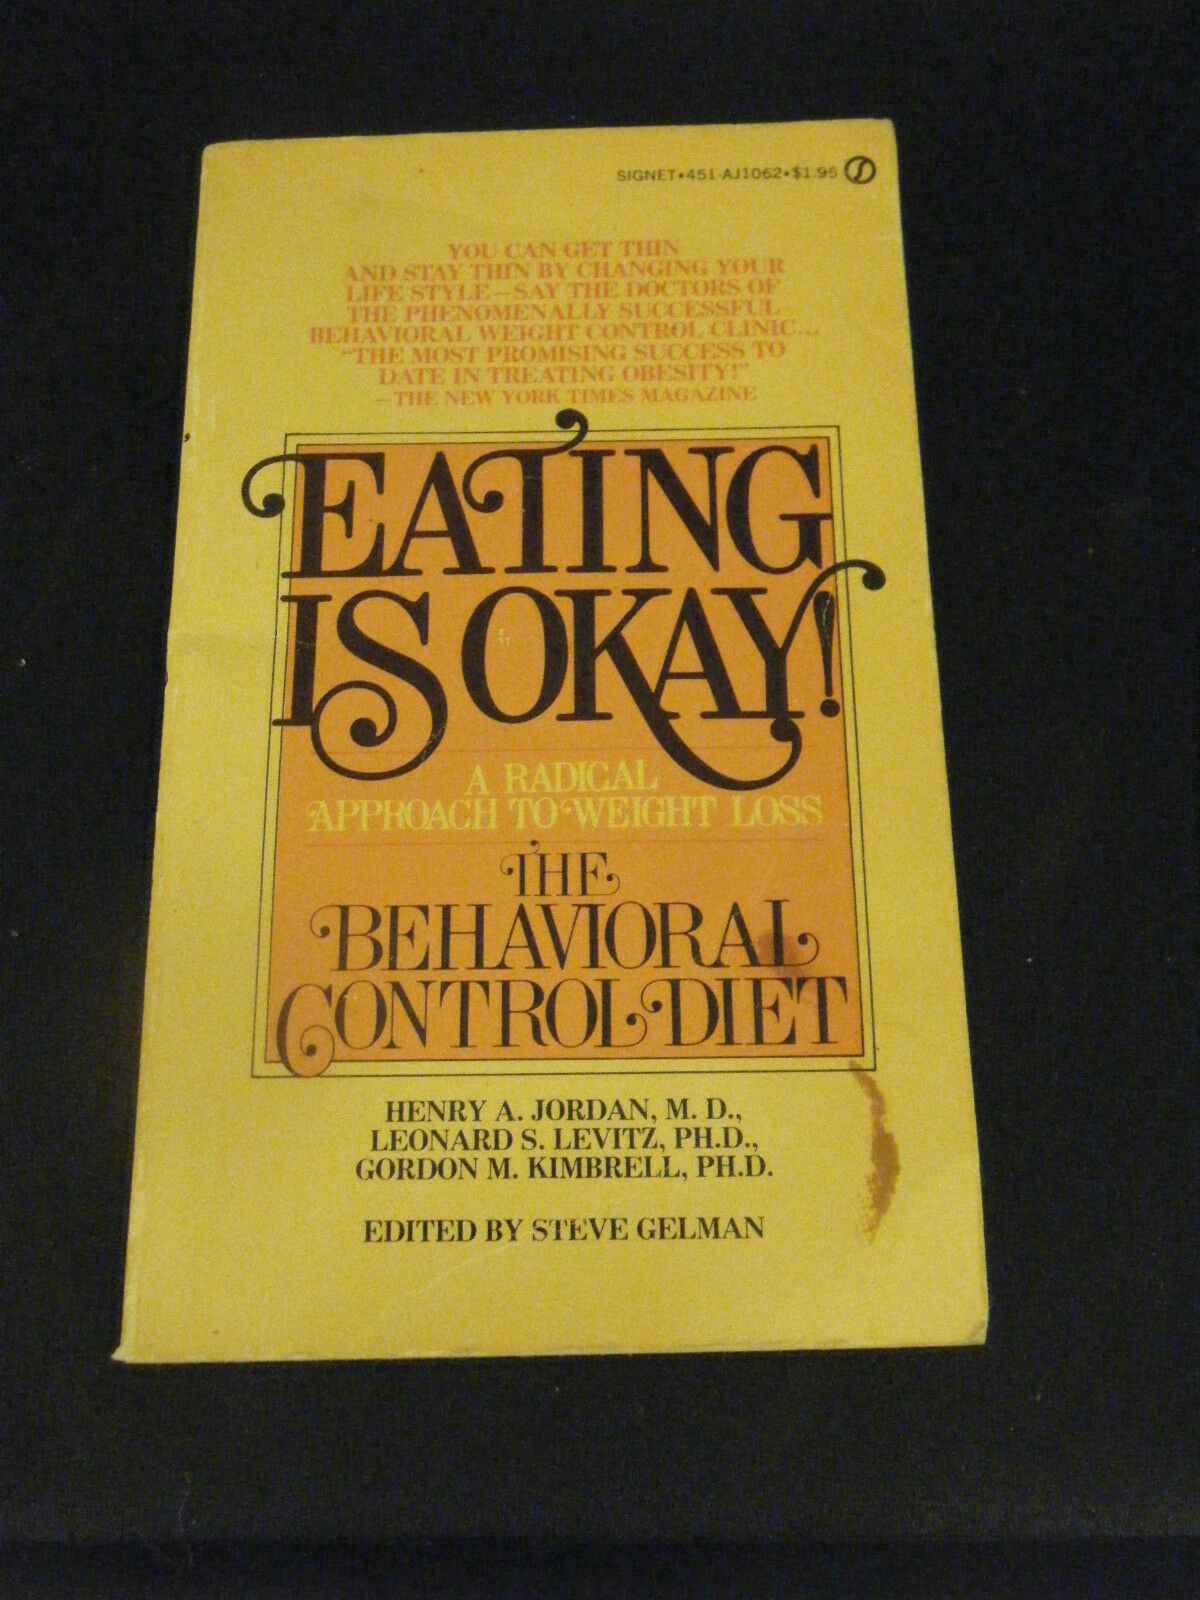 SIGNET • 451-AJ1062 • $1.95
YOU CAN GET THIN
AND STAY THIN BY CHANGING YOUR
LIFE STYLE—SAY THE DOCTORS OF
THE PHENOMENALLY SUCCESSFUL
BEHAVIORAL WEIGHT CONTROL CLINIC...
"THE MOST PROMISING SUCCESS TO
DATE IN TREATING OBESITY!"
—THE NEW YORK TIMES MAGAZINE
EATING
IS OKAY!
A RADICAL
APPROACH TO WEIGHT LOSS
THE
BEHAVIORAL
CONTROL DIET
HENRY A. JORDAN, M. D.,
LEONARD S. LEVITZ, PH.D.,
GORDON M. KIMBRELL, PH.D.
EDITED BY STEVE GELMAN